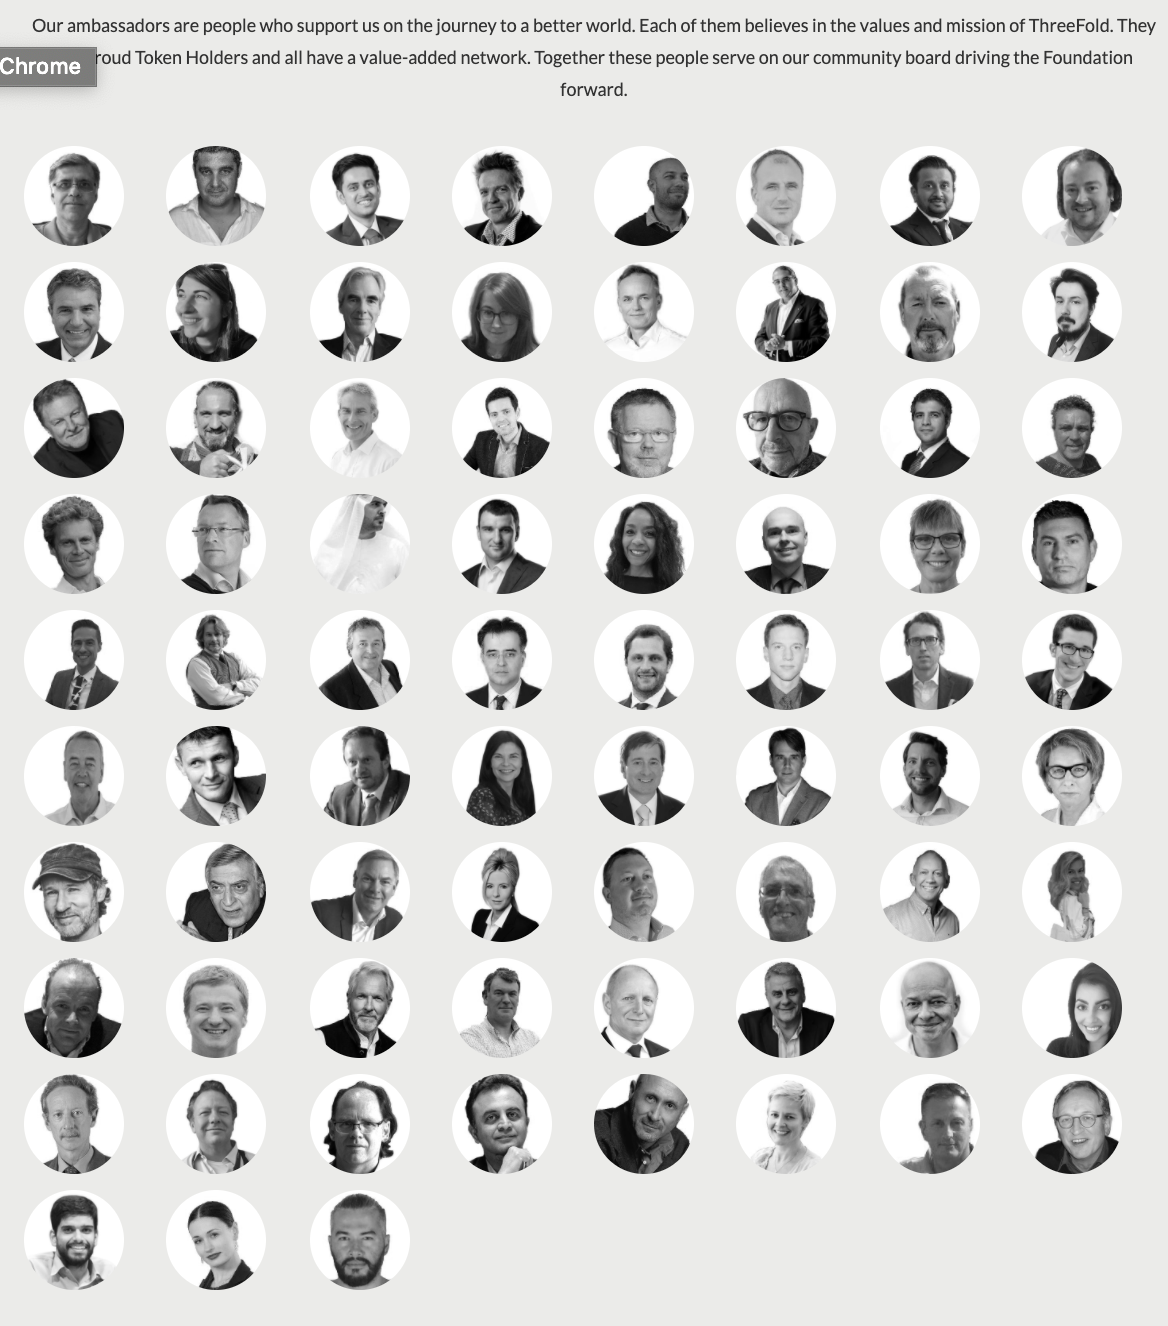 Our ambassadors are people who support us on the journey to a better world. Each of them believes in the values and mission of ThreeFold. They
Chrome
roud Token Holders and all have a value-added network. Together these people serve on our community board driving the Foundation
forward.